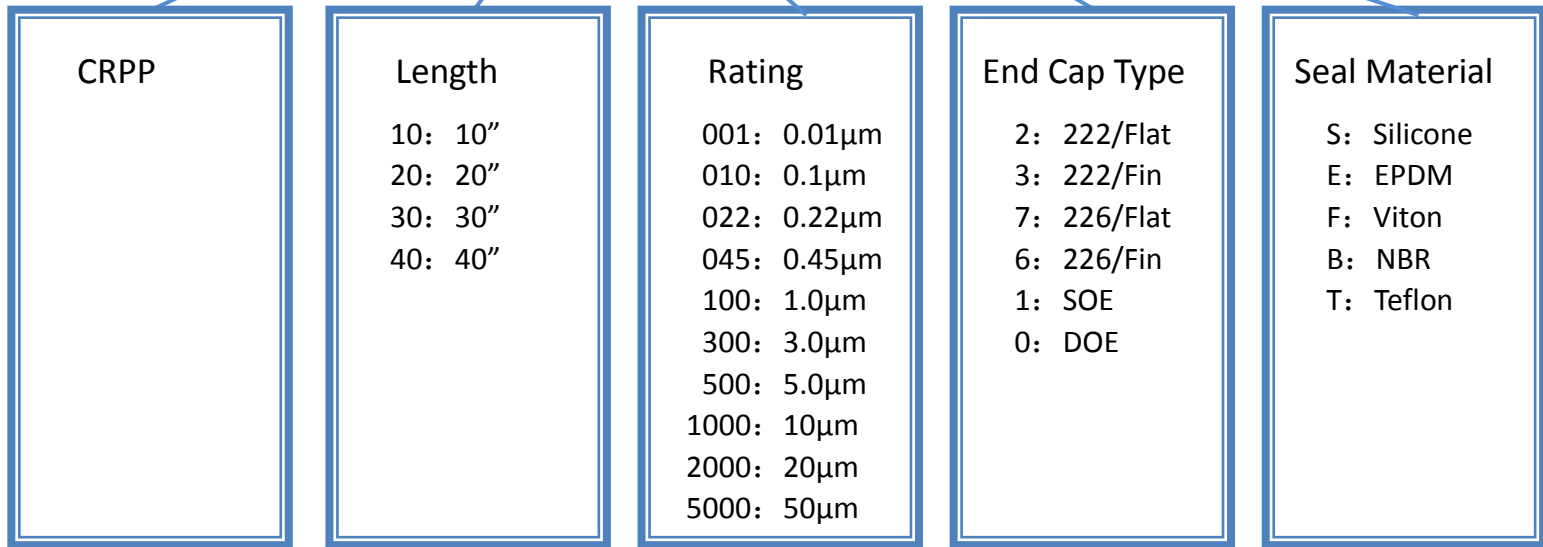 CRPP
Length
10：10”
20：20”
30：30”
40：40”
Rating
001：0.01µm
010：0.1µm
022：0.22µm
045：0.45µm
100：1.0µm
300：3.0µm
500：5.0µm
1000：10µm
2000：20µm
5000：50µm
End Cap Type
2：222/Flat
3：222/Fin
7：226/Flat
6：226/Fin
1：SOE
0：DOE
Seal Material
S：Silicone
E：EPDM
F：Viton
B：NBR
T：Teflon